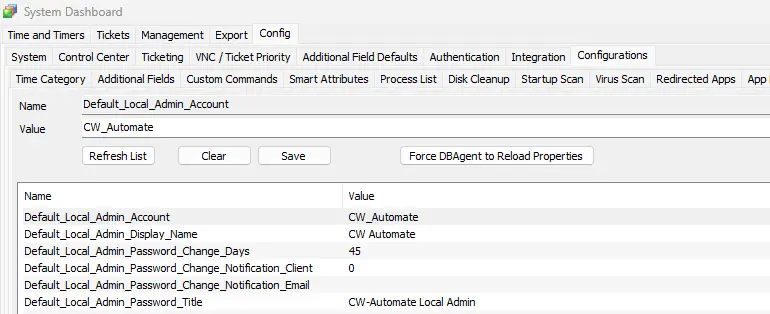 System Dashboard
Time and Timers Tickets Management Export Config
System Control Center Ticketing VNC / Ticket Priority Additional Field Defaults Authentication Integration Configurations
Time Category Additional Fields Custom Commands Smart Attributes Process List Disk Cleanup Startup Scan Virus Scan Redirected Apps App
Name Default_Local_Admin_Account
Value CW_Automate
Refresh List Clear Save Force DBAgent to Reload Properties
Name Value
Default_Local_Admin_Account CW_Automate
Default_Local_Admin_Display_Name CW Automate
Default_Local_Admin_Password_Change_Days 45
Default_Local_Admin_Password_Change_Notification_Client 0
Default_Local_Admin_Password_Change_Notification_Email
Default_Local_Admin_Password_Title CW-Automate Local Admin